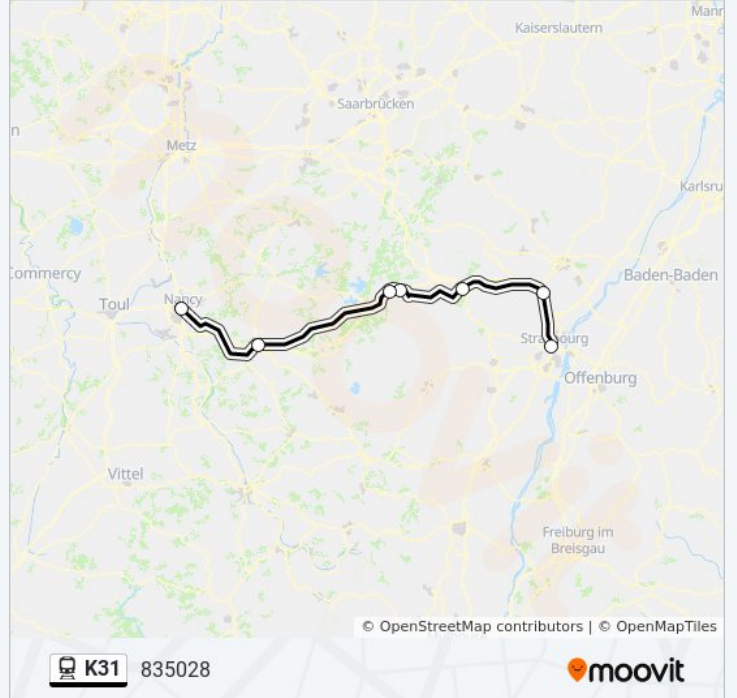 Mann
Kaiserslautern
Saarbrücken
n
Metz
Karlsru
Commercy
Toul
Nancy
Baden-Baden
Strasbourg
Offenburg
Vittel
Freiburg im
Breisgau
© OpenStreetMap contributors | © OpenMapTiles
K31 835028
moovit